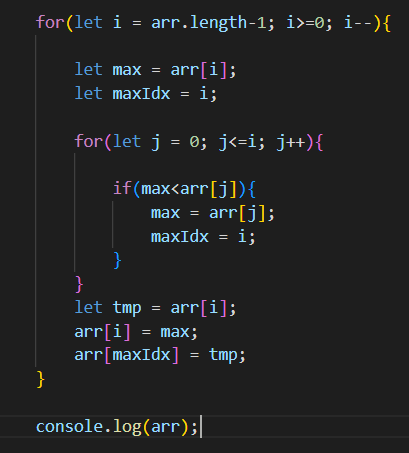 for(let i = arr.length-1; i>=0; i--){
let max = arr[i];
let maxIdx = i;
for(let j = 0; j<=i; j++){
if(max<arr[j]){
max = arr[j];
maxIdx = i;
}
}
let tmp = arr[i];
arr[i] = max;
arr[maxIdx] = tmp;
}
console.log(arr);